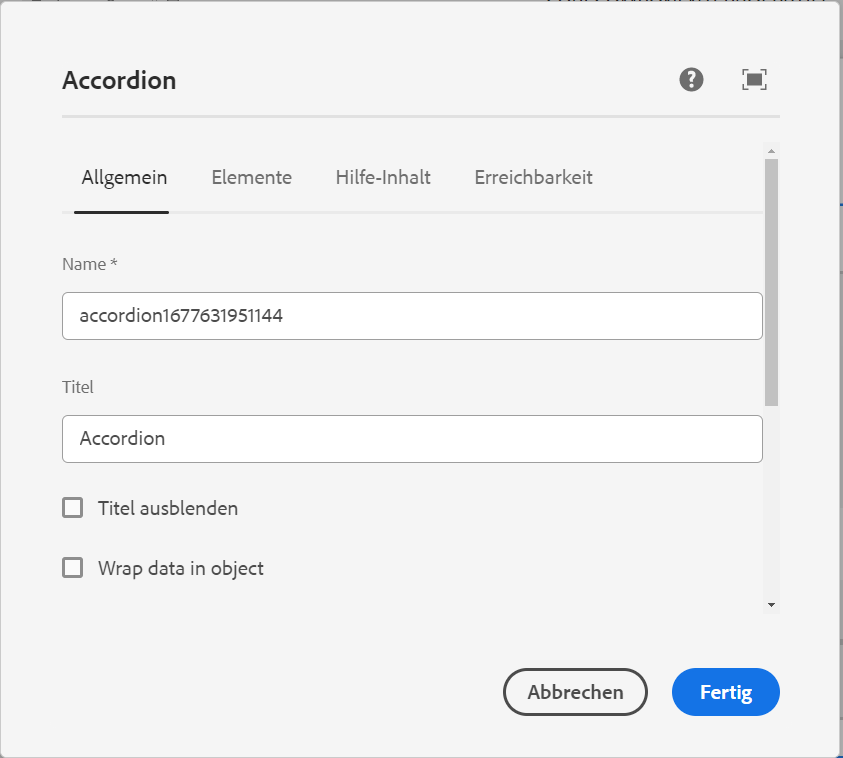 Accordion
Allgemein Elemente Hilfe-Inhalt Erreichbarkeit
Name *
accordion1677631951144
Titel
Accordion
Titel ausblenden
Wrap data in object
Abbrechen Fertig